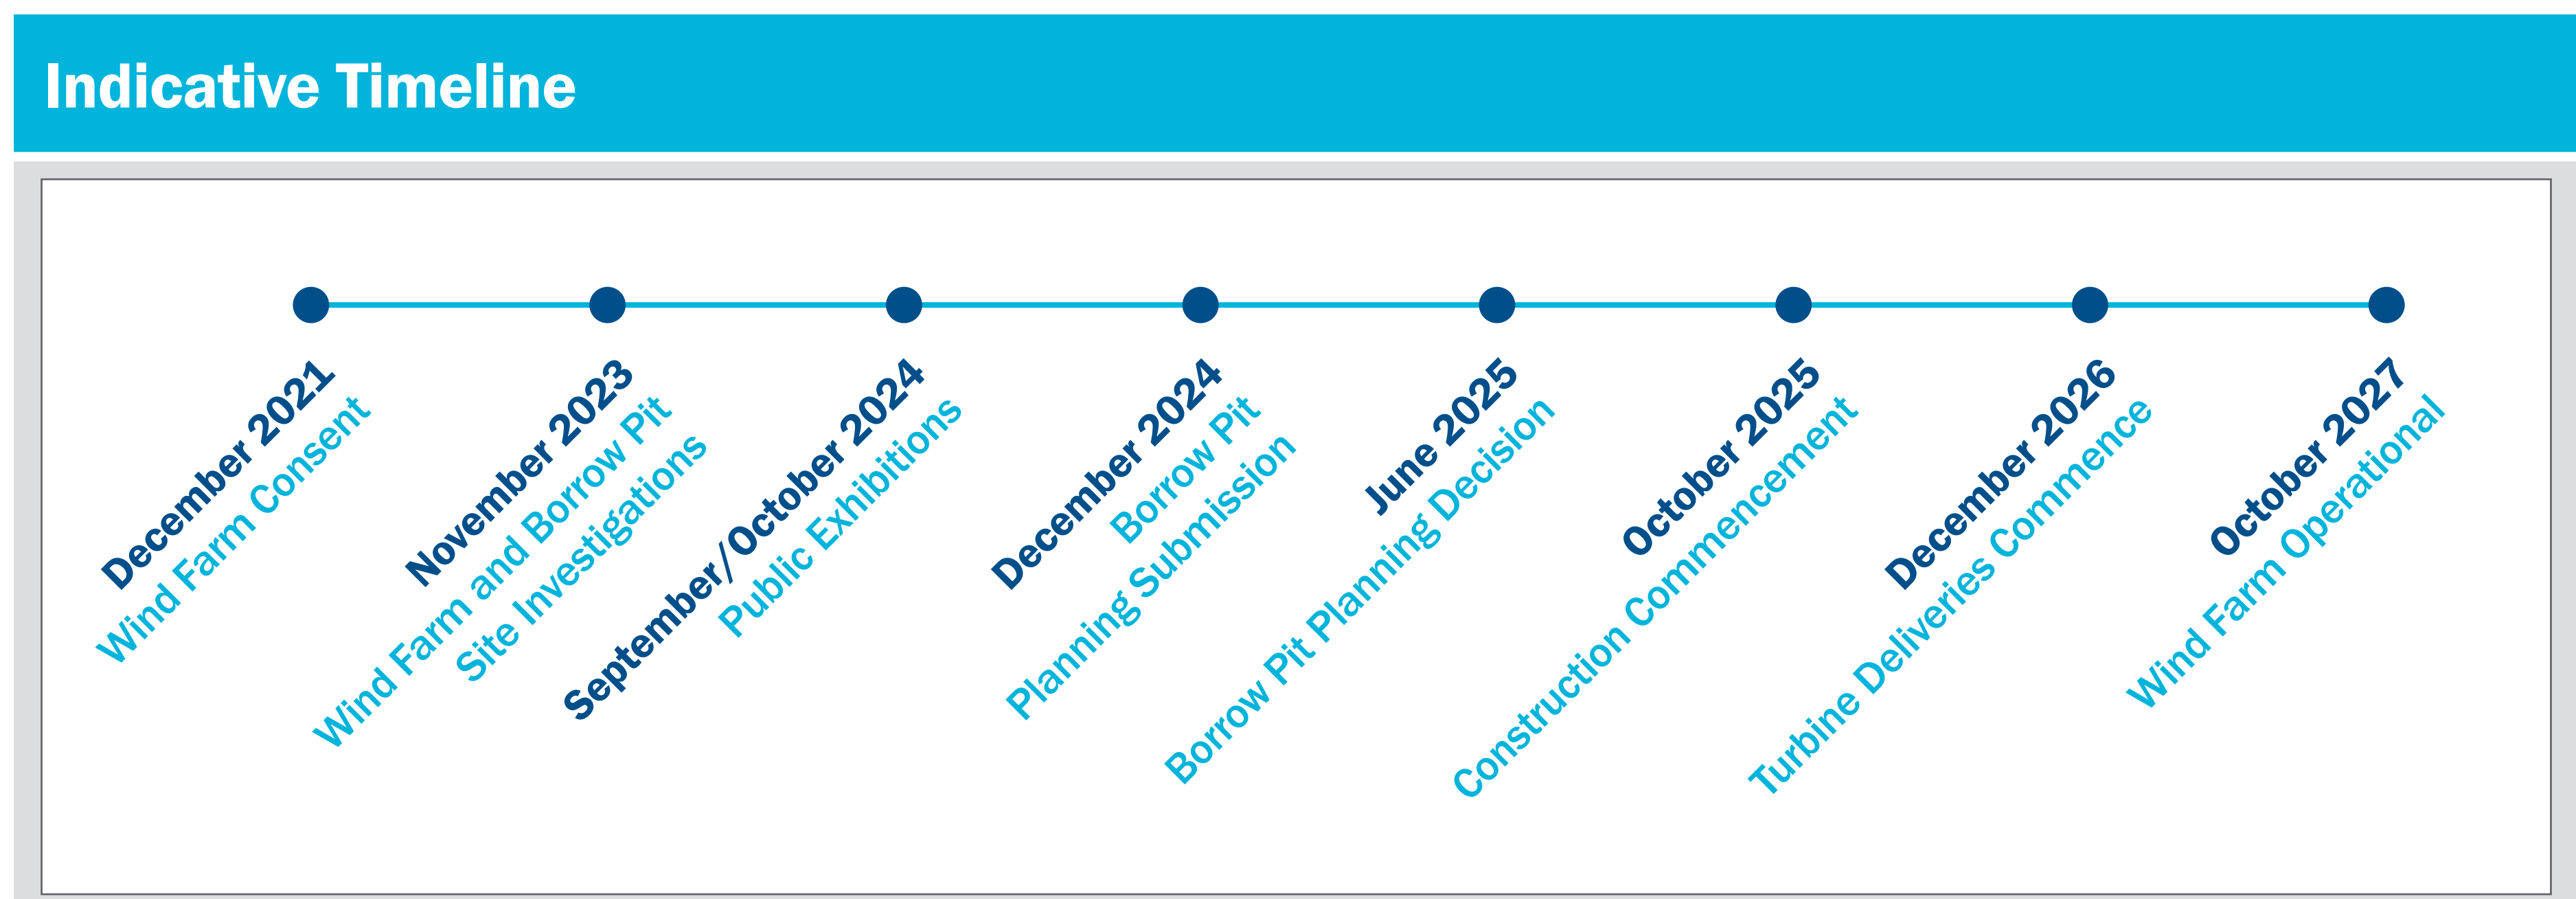 Indicative Timeline
December 2021
Wind Farm Consent
November 2023
Wind Farm and Borrow Pit
Site Investigations
September/October 2024
Public Exhibitions
December 2024
Borrow Pit
Planning Submission
June 2025
Borrow Pit Planning Decision
October 2025
Construction Commencement
December 2026
Turbine Deliveries Commence
October 2027
Wind Farm Operational